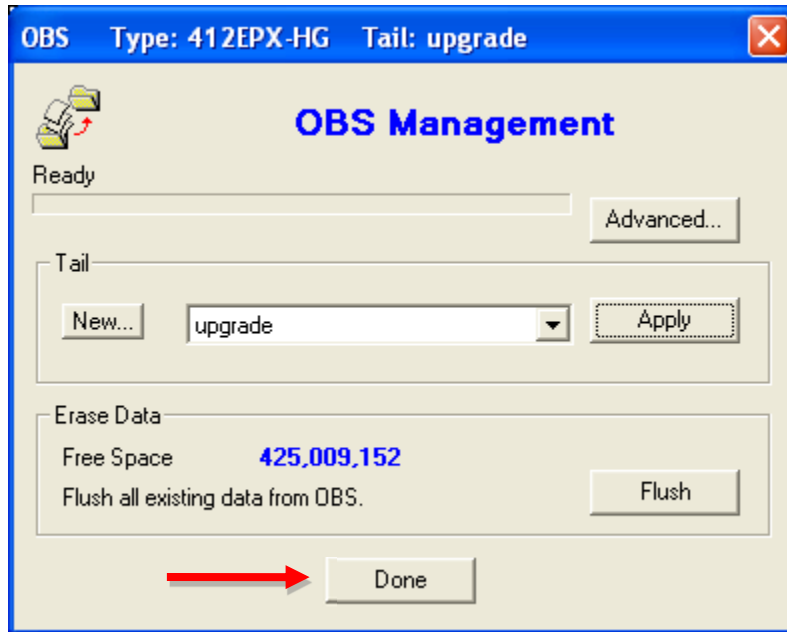 OBS Type: 412EPX-HG Tail: upgrade
OBS Management
Ready
Advanced...
Tail
New...
upgrade
Apply
Erase Data
Free Space 425,009,152
Flush all existing data from OBS.
Flush
Done